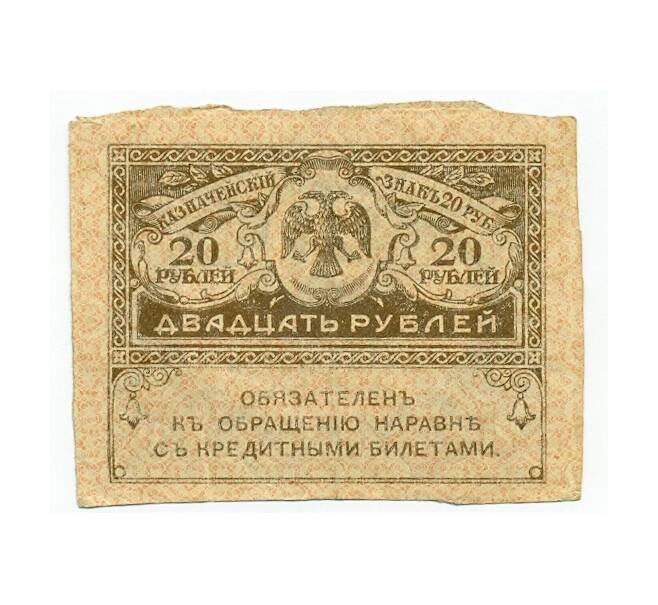 КАЗНАЧЕЙСКІЙ ЗНАКЪ 20 РУБ.
20 20
РУБЛЕЙ РУБЛЕЙ
ДВАДЦАТЬ РУБЛЕЙ
ОБЯЗАТЕЛЕНЪ
КЪ ОБРАЩЕНІЮ НАРАВНѢ
СЪ КРЕДИТНЫМИ БИЛЕТАМИ.